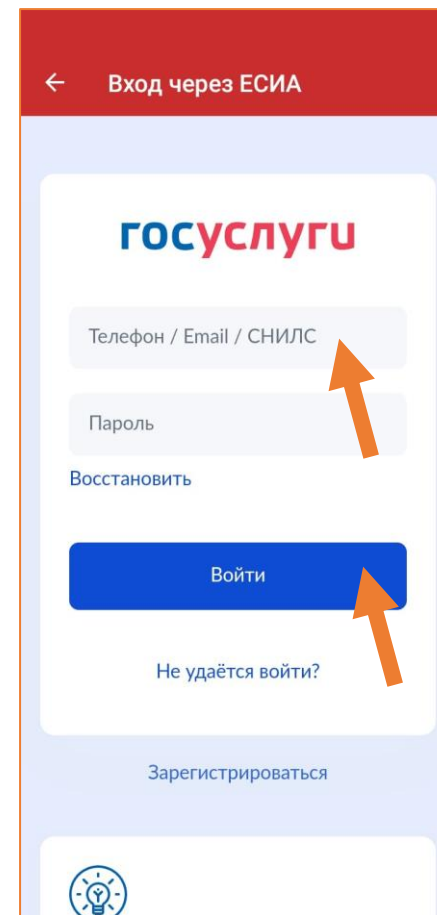 Вход через ЕСИА
госуслуги
Телефон / Email / СНИЛС
Пароль
Восстановить
Войти
Не удаётся войти?
Зарегистрироваться